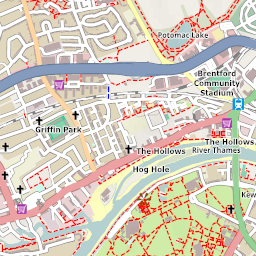 Potomac Lake
Brentford
Community
Stadium
Griffin Park
The Hollows
The Hollows
River Thames
Hog Hole
Kew